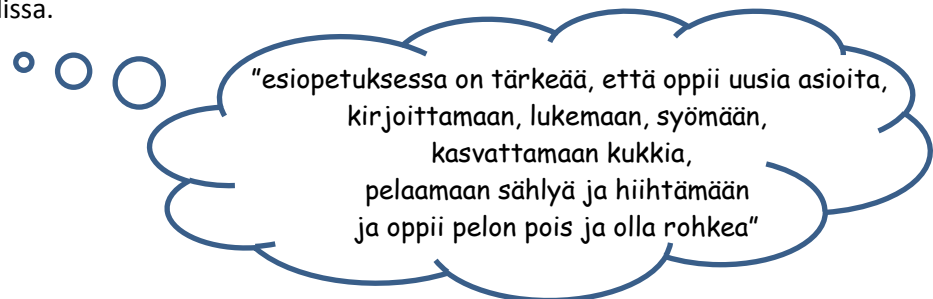 lissa.
"esiopetuksessa on tärkeää, että oppii uusia asioita,
kirjoittamaan, lukemaan, syömään,
kasvattamaan kukkia,
pelaamaan sählyä ja hiihtämään
ja oppii pelon pois ja olla rohkea"